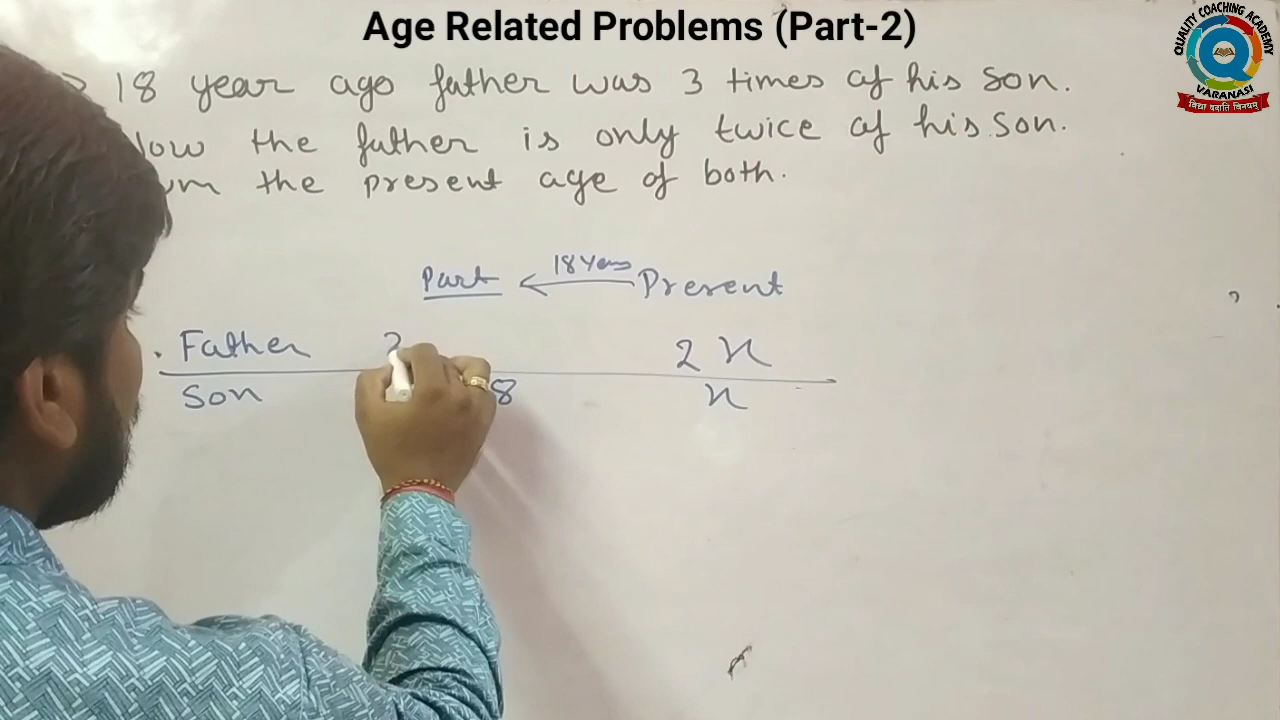 Age Related Problems (Part-2)
QUALITY COACHING ACADEMY
VARANASI
18 year ago father was 3 times of his son.
the father is only twice of his son.
the present age of both.
Part 18 Years Present
Father 2x
Son 8 x